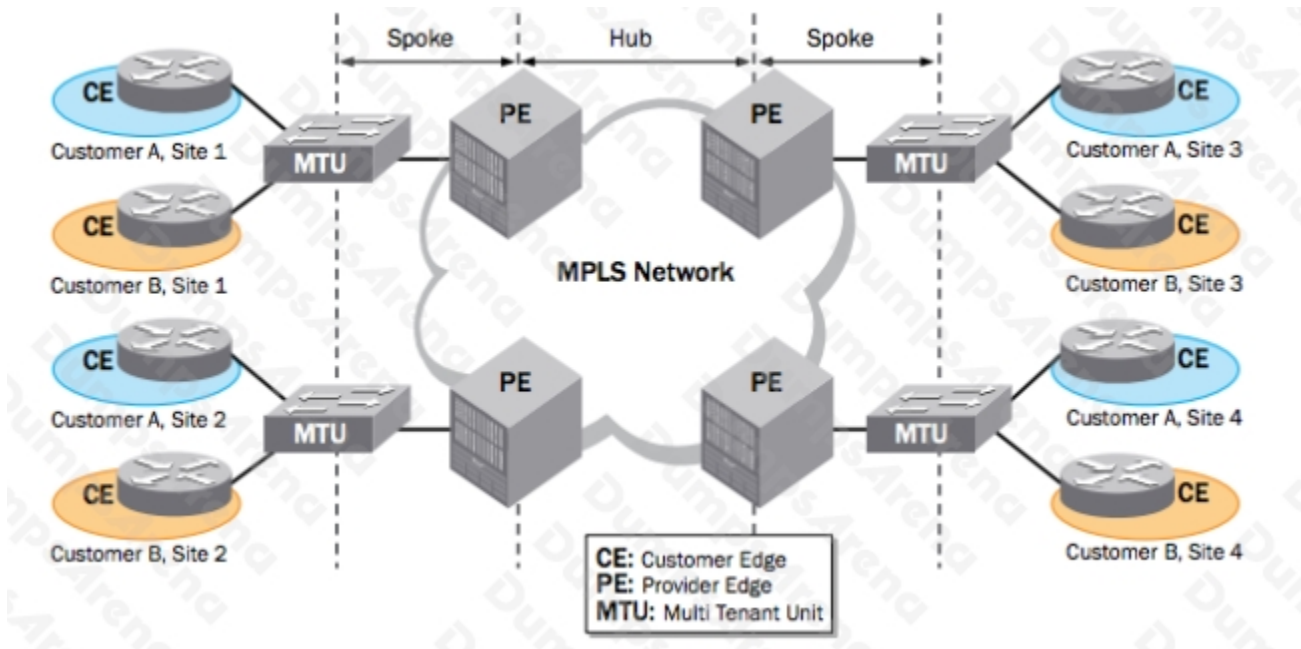 Spoke
Hub
Spoke
CE
PE
PE
CE
Customer A, Site 1
MTU
MTU
Customer A, Site 3
CE
CE
Customer B, Site 1
MPLS Network
Customer B, Site 3
CE
PE
PE
CE
Customer A, Site 2
MTU
MTU
Customer A, Site 4
CE
CE
Customer B, Site 2
Customer B, Site 4
CE: Customer Edge
PE: Provider Edge
MTU: Multi Tenant Unit
DumpsArena